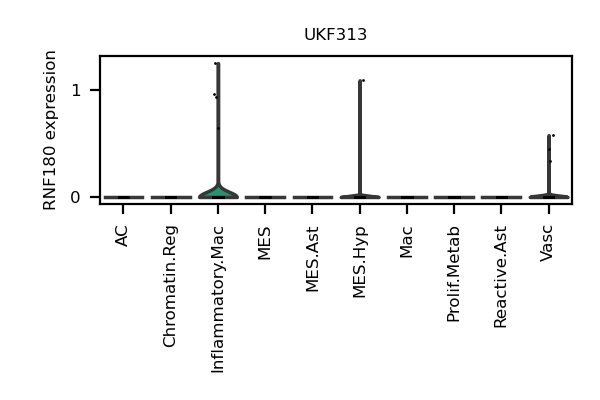 UKF313
RNF180 expression
1
0
AC
Chromatin.Reg
Inflammatory.Mac
MES
MES.Ast
MES.Hyp
Mac
Prolif.Metab
Reactive.Ast
Vasc